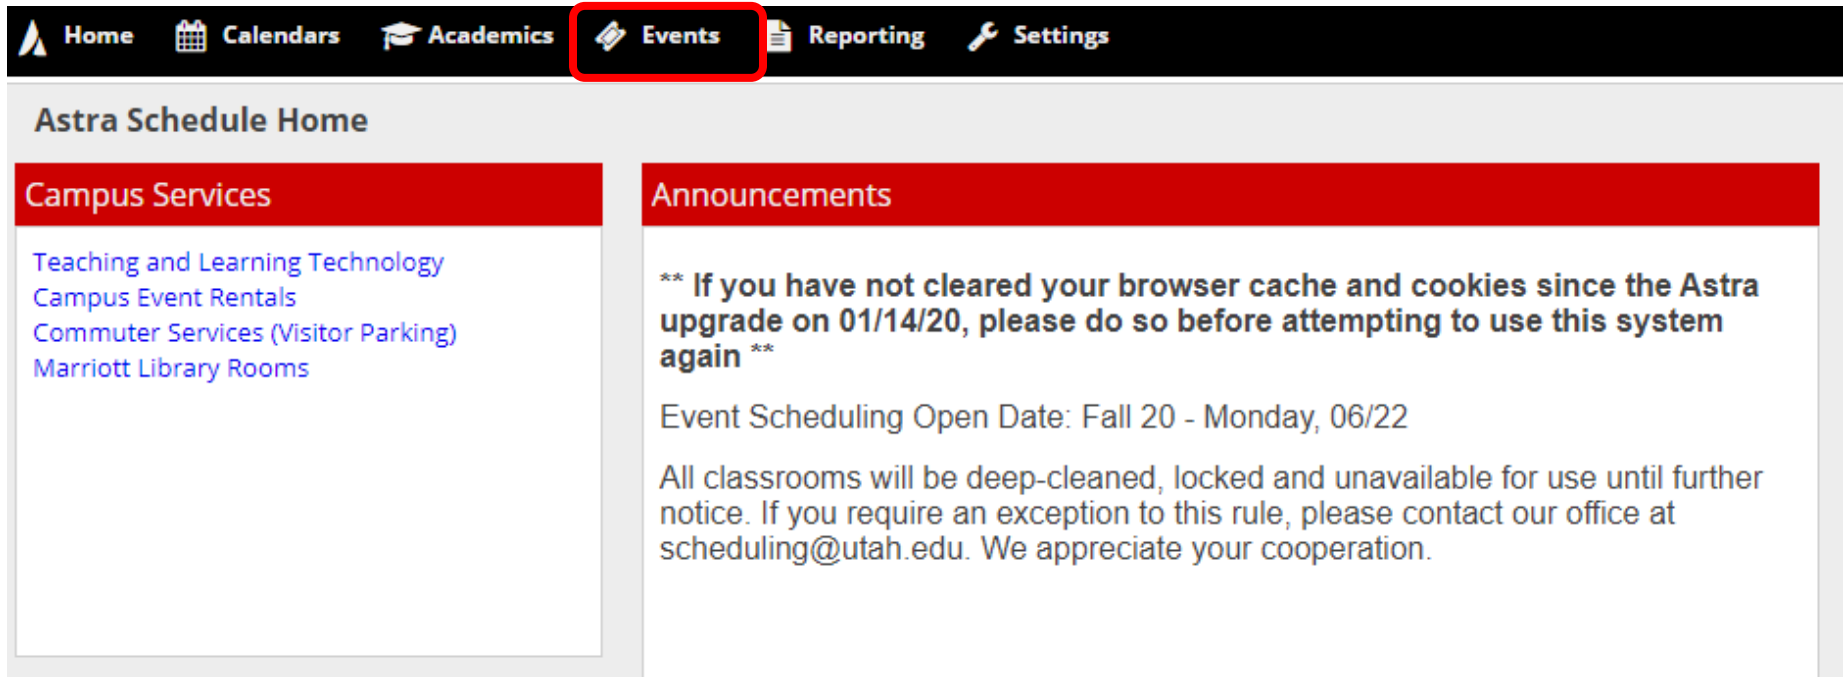 Home Calendars Academics Events Reporting Settings
Astra Schedule Home
Campus Services
Teaching and Learning Technology
Campus Event Rentals
Commuter Services (Visitor Parking)
Marriott Library Rooms
Announcements
** If you have not cleared your browser cache and cookies since the Astra
upgrade on 01/14/20, please do so before attempting to use this system
again **
Event Scheduling Open Date: Fall 20 - Monday, 06/22
All classrooms will be deep-cleaned, locked and unavailable for use until further
notice. If you require an exception to this rule, please contact our office at
scheduling@utah.edu. We appreciate your cooperation.